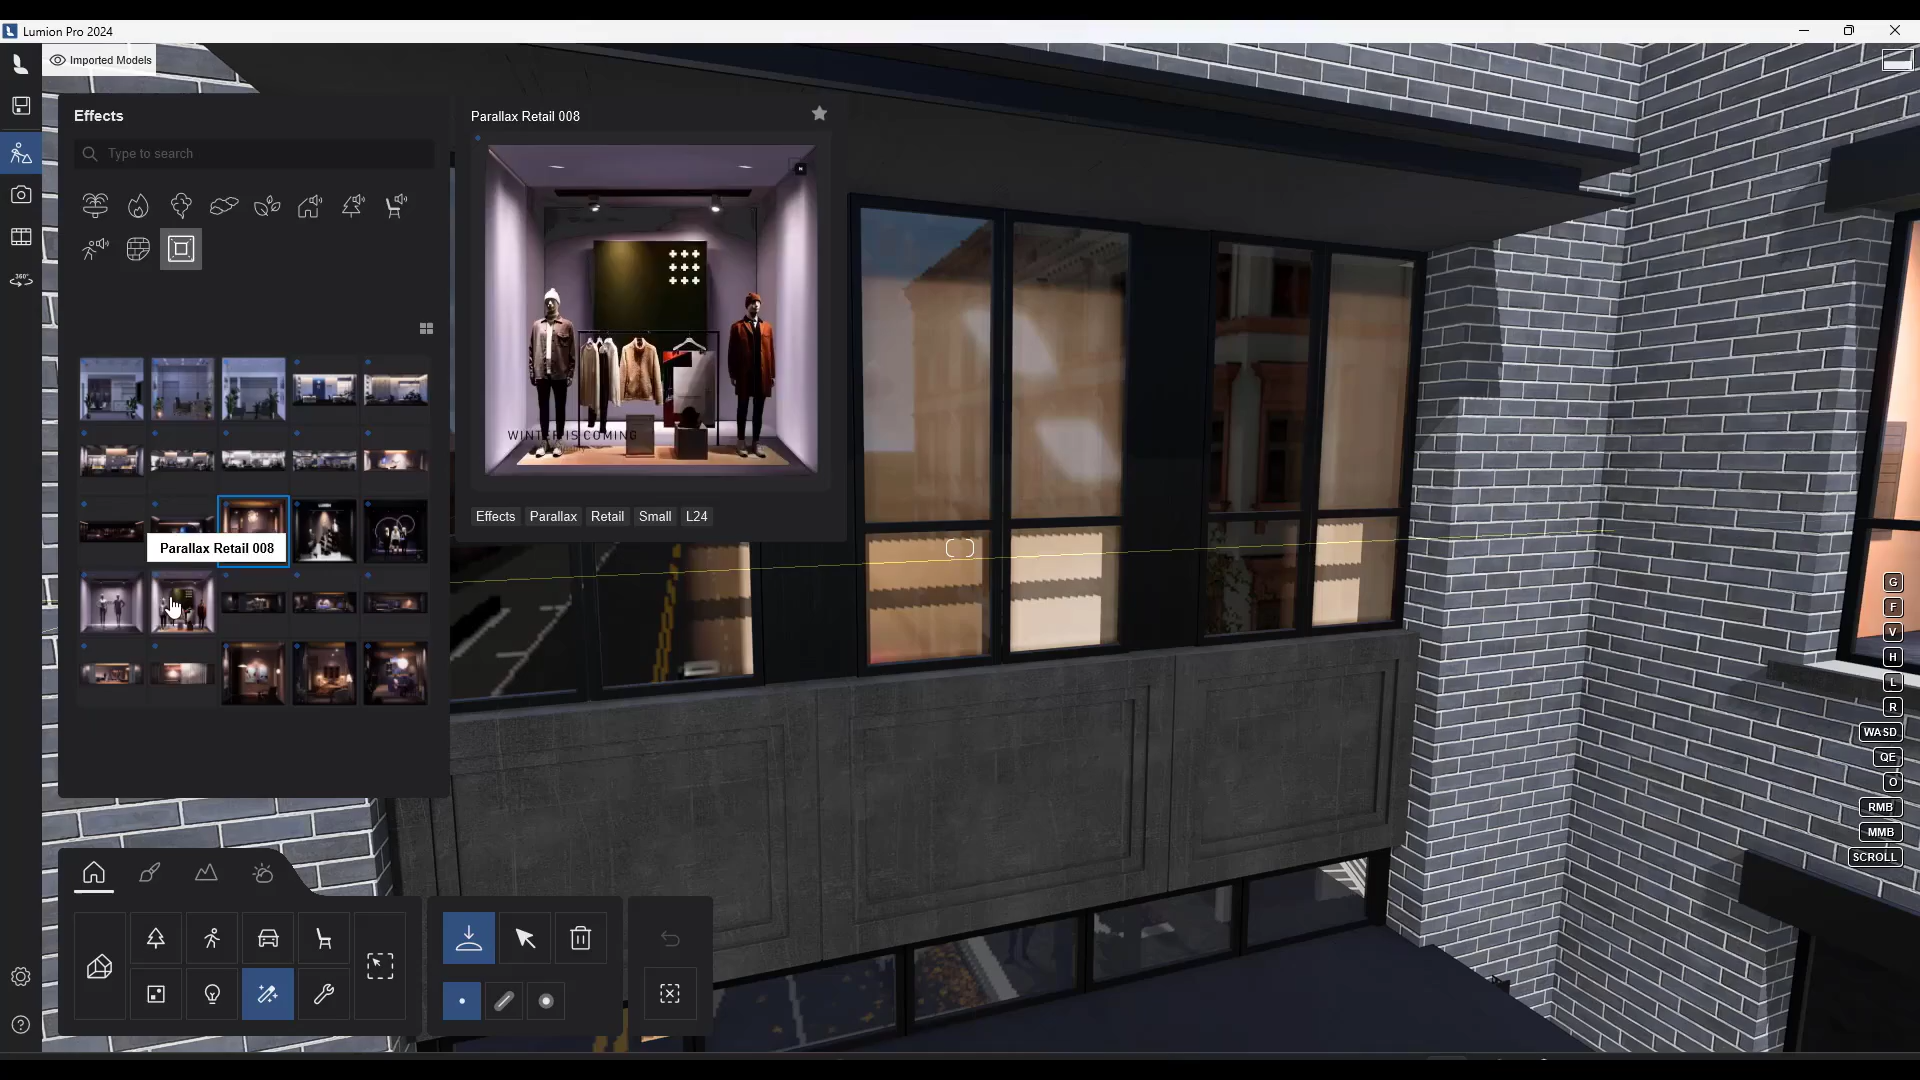 Lumion Pro 2024
Imported Models
Effects
Type to search
Parallax Retail 008
WINTER IS COMING
Effects Parallax Retail Small L24
Parallax Retail 008
360°
G
F
V
H
L
R
WASD
QE
O
RMB
MMB
SCROLL